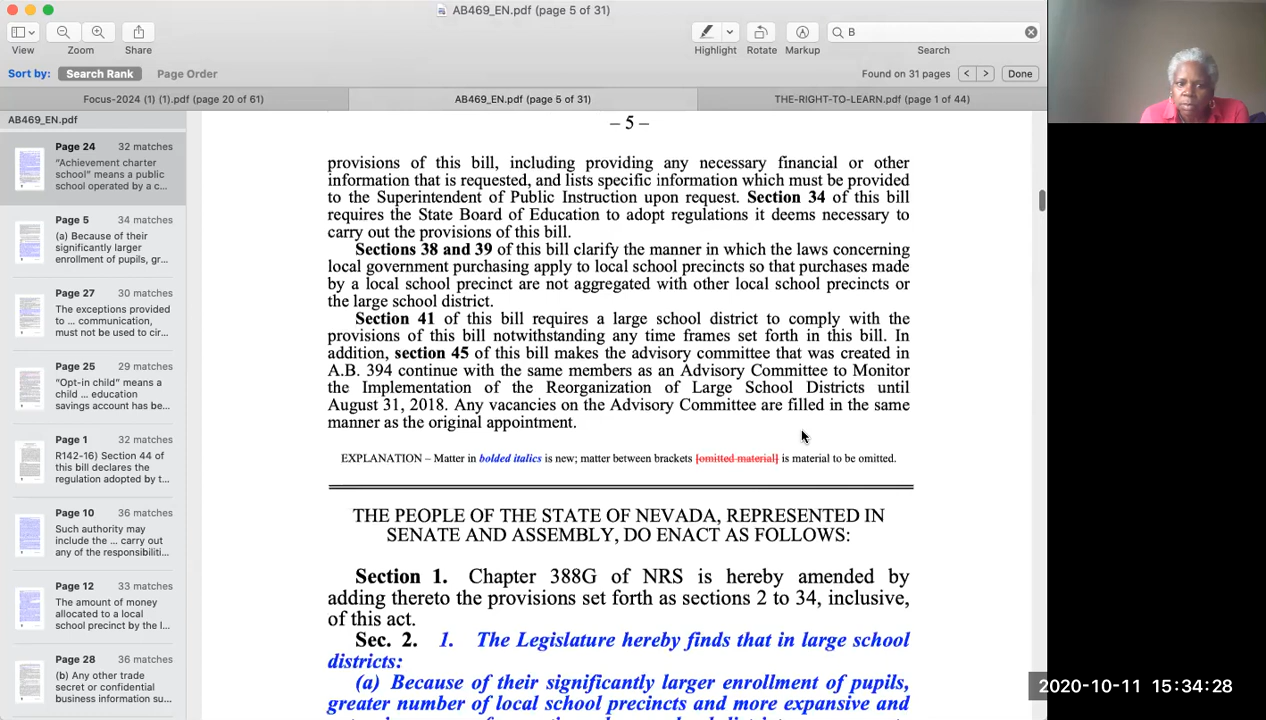 AB469_EN.pdf (page 5 of 31)
B
View
Zoom
Share
Highlight
Rotate
Markup
Search
Sort by:
Search Rank
Page Order
Found on 31 pages
Done
Focus-2024 (1) (1).pdf (page 20 of 61)
AB469_EN.pdf (page 5 of 31)
THE-RIGHT-TO-LEARN.pdf (page 1 of 44)
AB469_EN.pdf
Page 24 32 matches
“Achievement charter
school” means a public
school operated by a c...
Page 5 34 matches
(a) Because of their
significantly larger
enrollment of pupils, gr...
Page 27 30 matches
The exceptions provided
to ... communication,
must not be used to cir...
Page 25 29 matches
“Opt-in child” means a
child ... education
savings account has be...
Page 1 32 matches
R142-16) Section 44 of
this bill declares the
regulation adopted by t...
Page 10 36 matches
Such authority may
include the ... carry out
any of the responsibiliti...
Page 12 33 matches
The amount of money
allocated to a local
school precinct by the l...
Page 28 36 matches
(b) Any other trade
secret or confidential
business information su...
– 5 –
provisions of this bill, including providing any necessary financial or other
information that is requested, and lists specific information which must be provided
to the Superintendent of Public Instruction upon request. Section 34 of this bill
requires the State Board of Education to adopt regulations it deems necessary to
carry out the provisions of this bill.
Sections 38 and 39 of this bill clarify the manner in which the laws concerning
local government purchasing apply to local school precincts so that purchases made
by a local school precinct are not aggregated with other local school precincts or
the large school district.
Section 41 of this bill requires a large school district to comply with the
provisions of this bill notwithstanding any time frames set forth in this bill. In
addition, section 45 of this bill makes the advisory committee that was created in
A.B. 394 continue with the same members as an Advisory Committee to Monitor
the Implementation of the Reorganization of Large School Districts until
August 31, 2018. Any vacancies on the Advisory Committee are filled in the same
manner as the original appointment.
EXPLANATION – Matter in bolded italics is new; matter between brackets [omitted material] is material to be omitted.
THE PEOPLE OF THE STATE OF NEVADA, REPRESENTED IN
SENATE AND ASSEMBLY, DO ENACT AS FOLLOWS:
Section 1. Chapter 388G of NRS is hereby amended by
adding thereto the provisions set forth as sections 2 to 34, inclusive,
of this act.
Sec. 2. 1. The Legislature hereby finds that in large school
districts:
(a) Because of their significantly larger enrollment of pupils,
greater number of local school precincts and more expansive and
2020-10-11 15:34:28